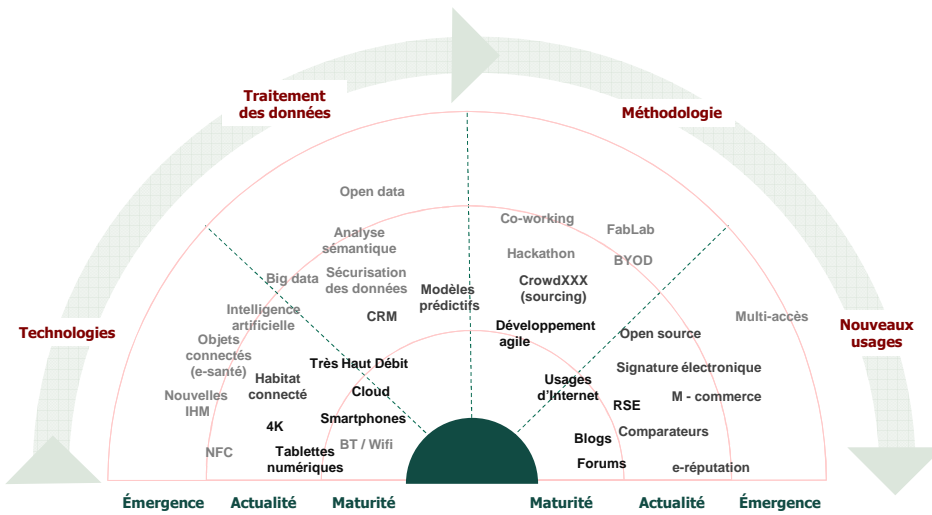 Traitement
des données
Méthodologie
Technologies
Nouveaux
usages
Open data
Analyse
sémantique
Big data
Sécurisation
des données
Modèles
prédictifs
CRM
Intelligence
artificielle
Objets
connectés
(e-santé)
Nouvelles
IHM
NFC
Habitat
connecté
4K
Tablettes
numériques
Très Haut Débit
Cloud
Smartphones
BT / Wifi
Co-working
FabLab
Hackathon
BYOD
CrowdXXX
(sourcing)
Développement
agile
Multi-accès
Open source
Signature électronique
Usages
d'Internet
RSE
M - commerce
Blogs
Comparateurs
Forums
e-réputation
Émergence
Actualité
Maturité
Maturité
Actualité
Émergence